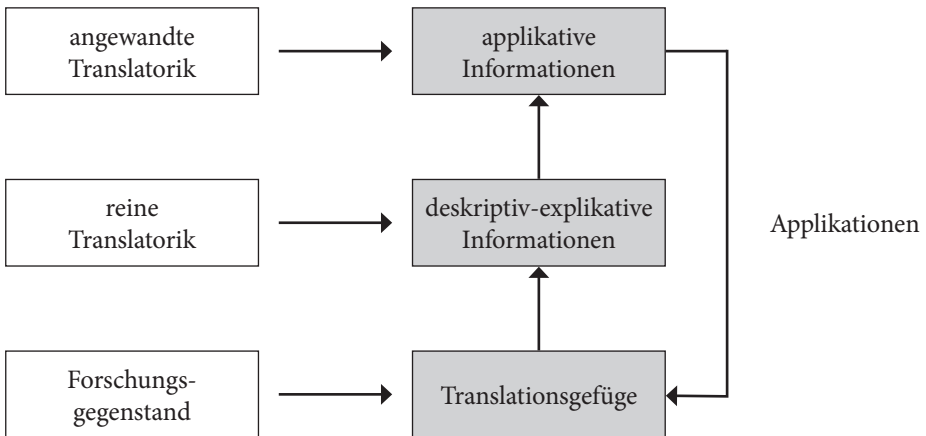 angewandte
Translatorik
applikative
Informationen
reine
Translatorik
deskriptiv-explikative
Informationen
Applikationen
Forschungs-
gegenstand
Translationsgefüge